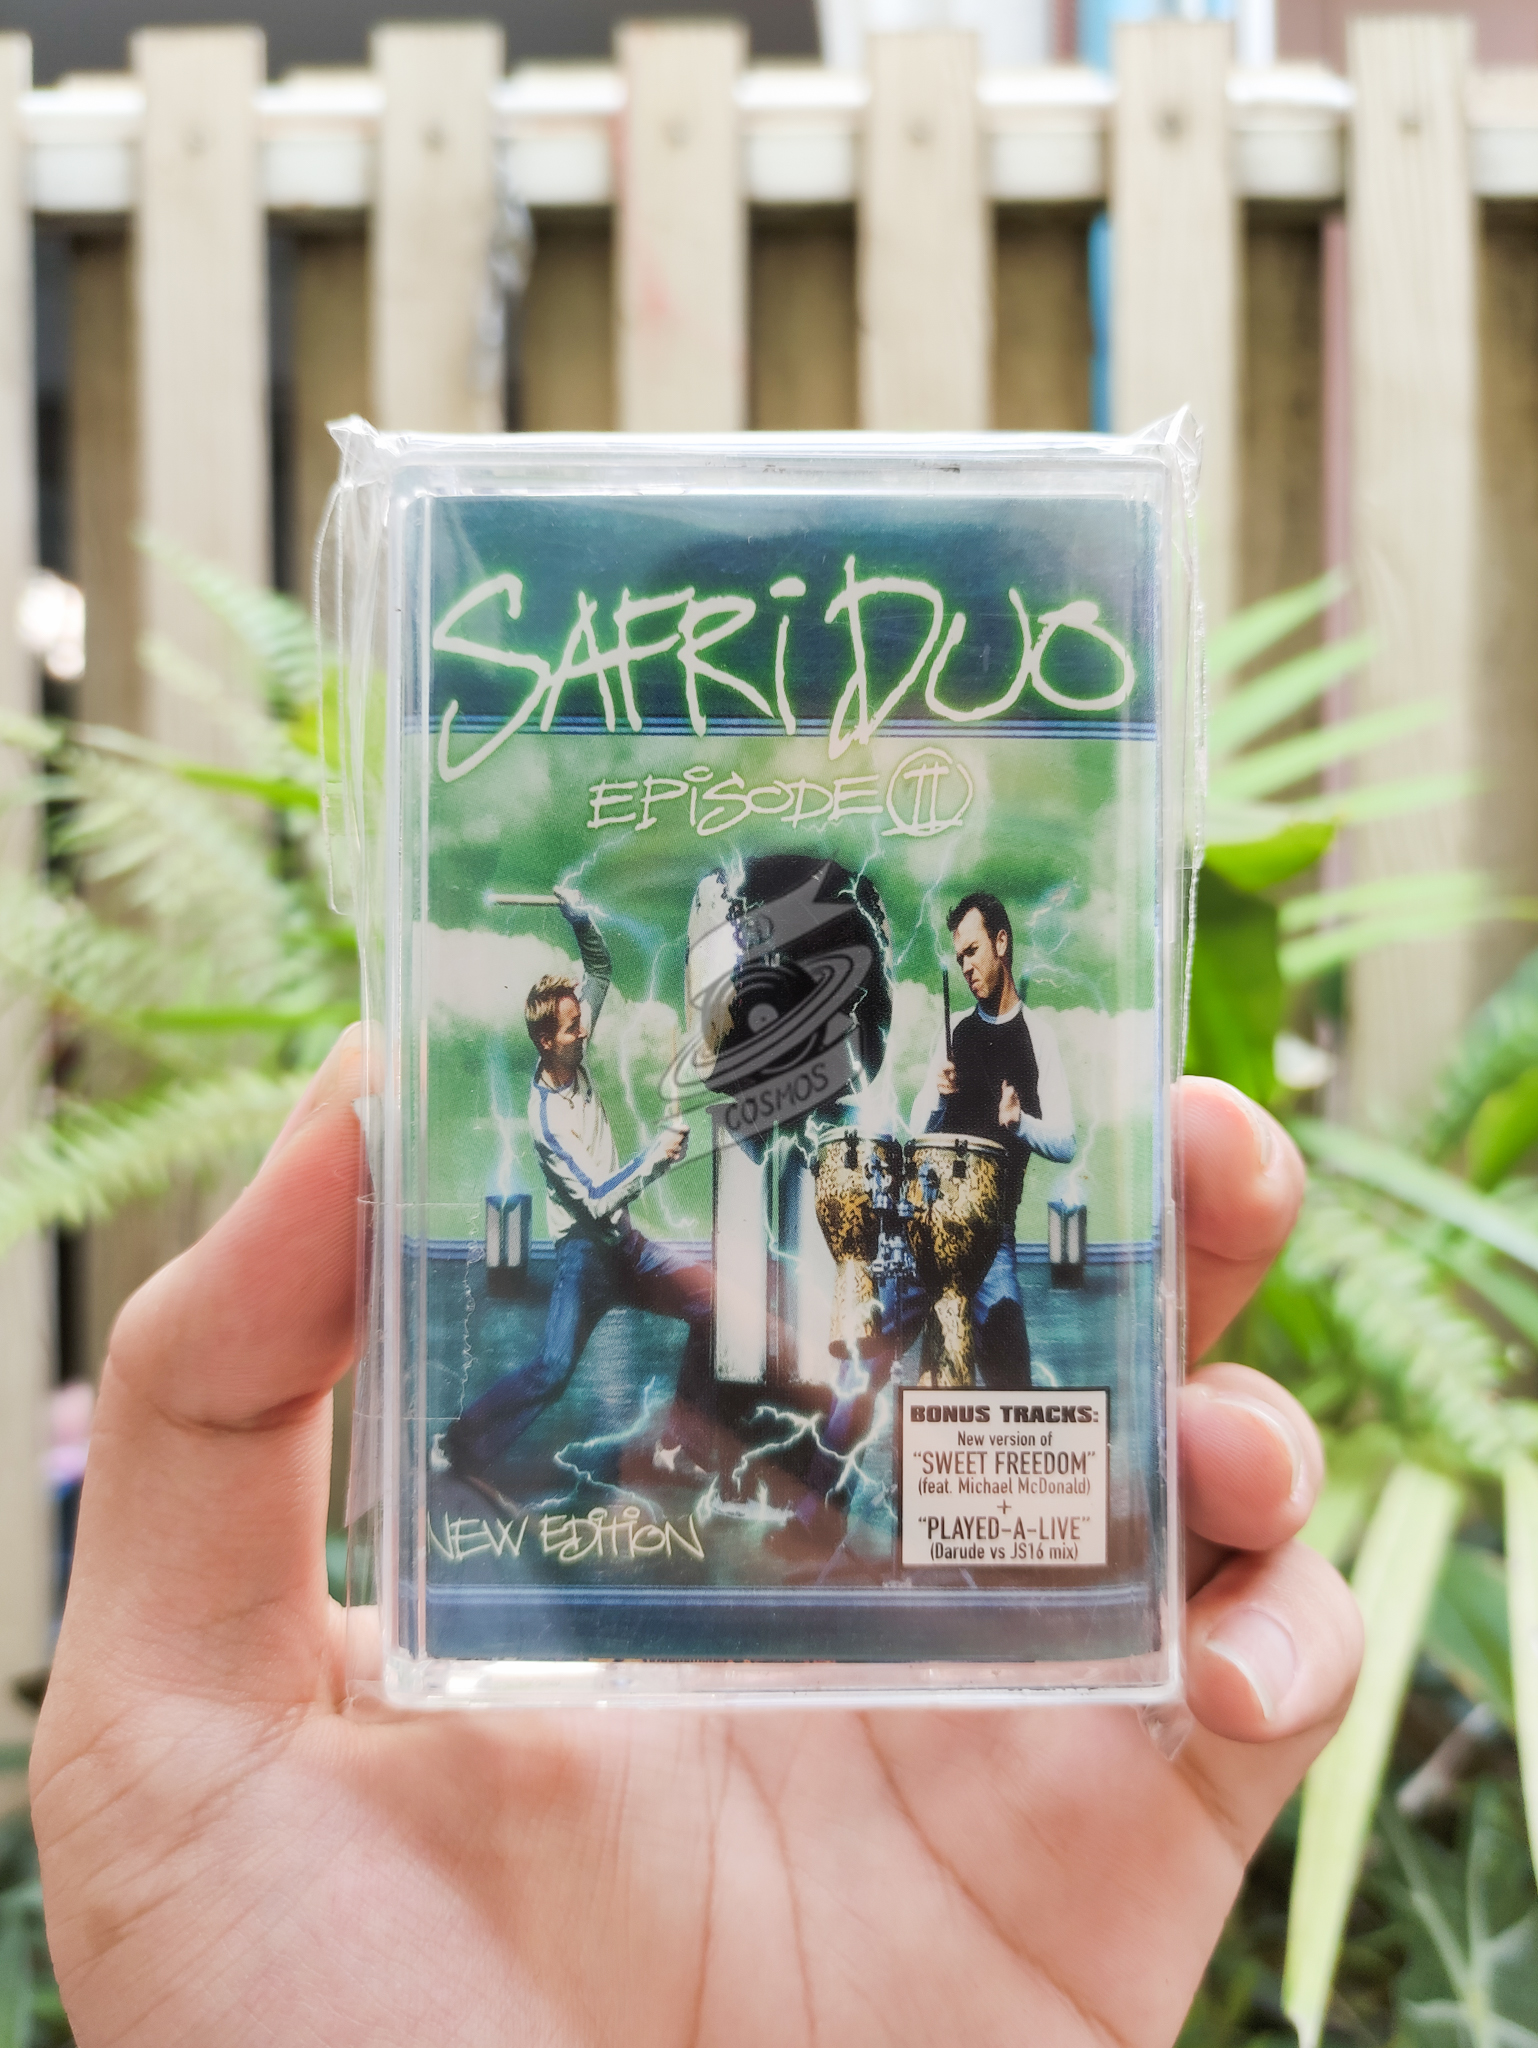 SAFRi DUO
EPiSODE II
COSMOS
BONUS TRACKS:
New version of
“SWEET FREEDOM”
(feat. Michael McDonald)
+
“PLAYED-A-LIVE”
(Darude vs JS16 mix)
NEW EDiTiON